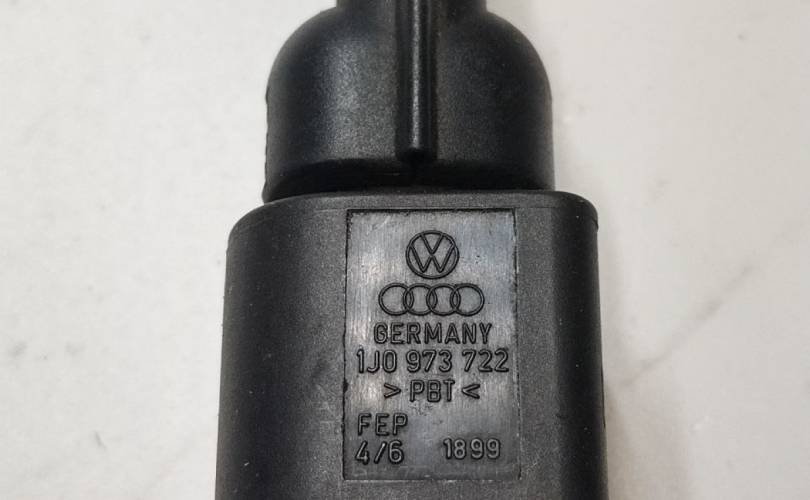 GERMANY
1J0 973 722
> PBT <
FEP
4/6 1899